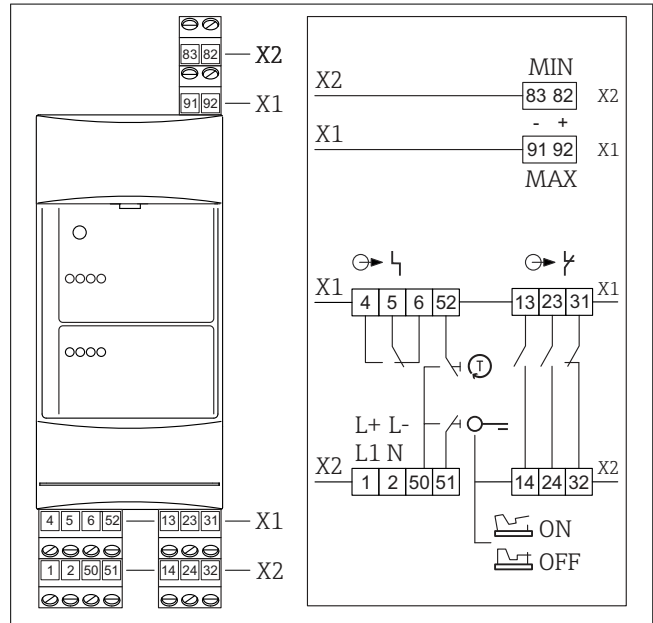 83 82 X2
91 92 X1
4 5 6 52 13 23 31 X1
1 2 50 51 14 24 32 X2
MIN
X2 83 82 X2
- +
X1 91 92 X1
MAX
X1 4 5 6 52 13 23 31 X1
T
L+ L-
L1 N
X2 1 2 50 51 14 24 32 X2
ON
OFF